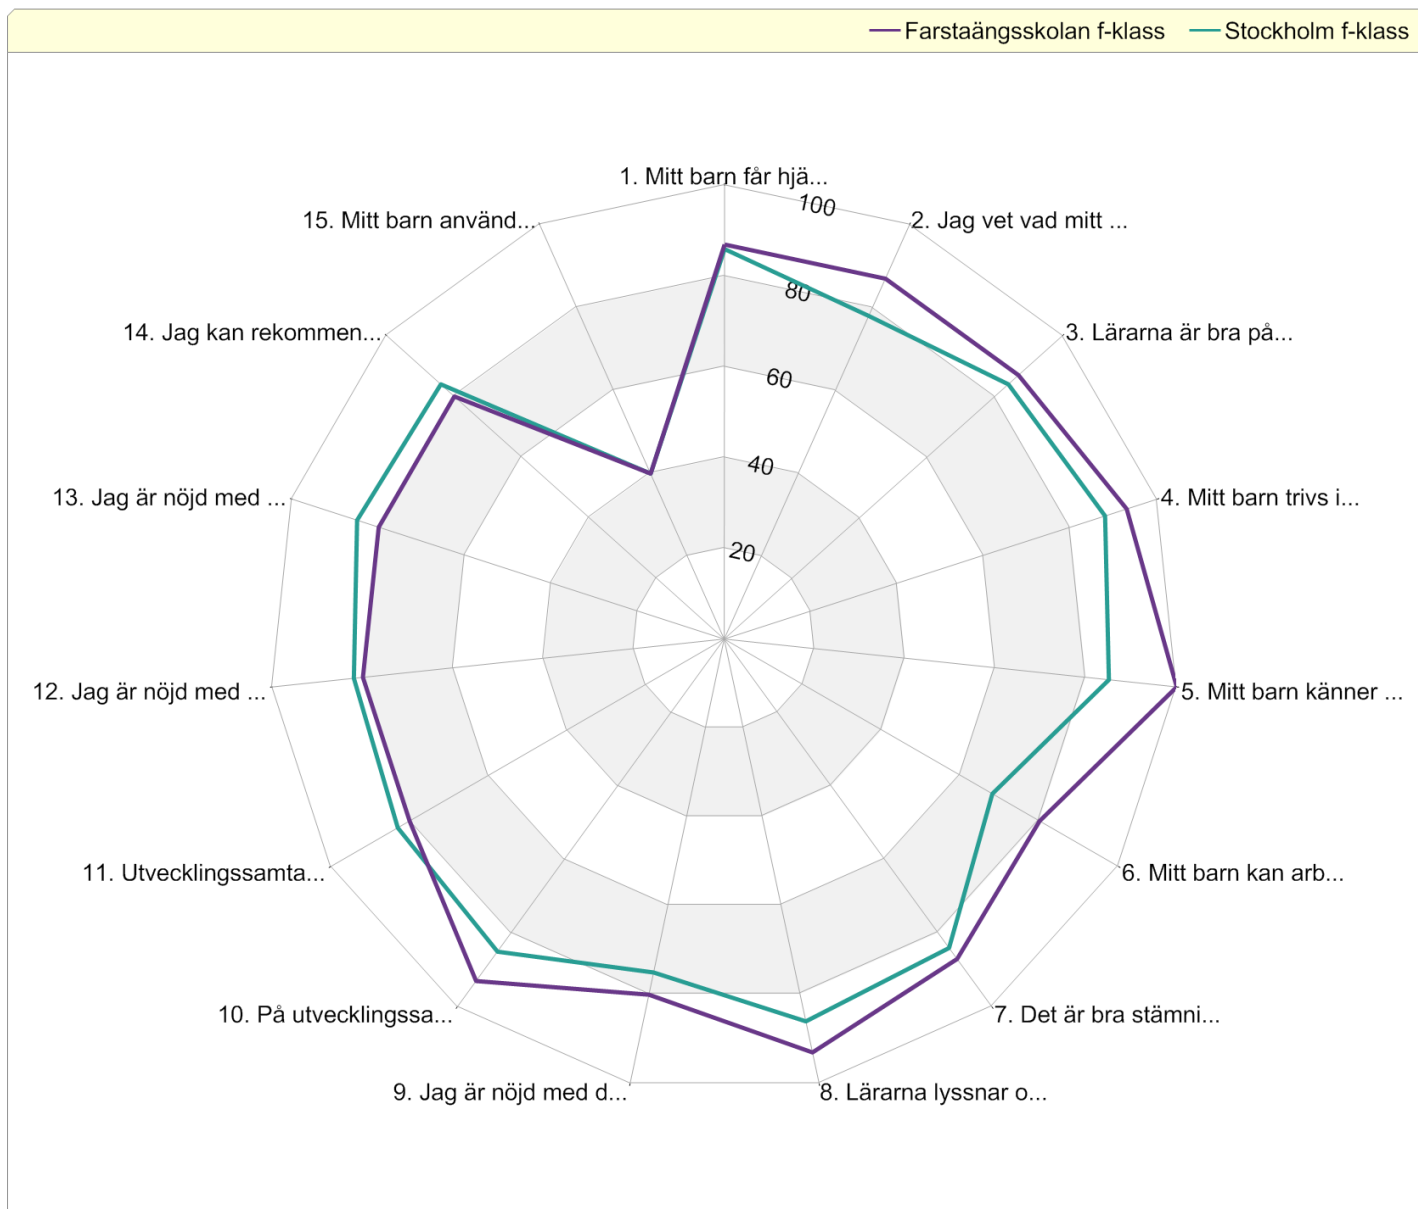 Farstaängsskolan f-klass
Stockholm f-klass
1. Mitt barn får hjä...
100
2. Jag vet vad mitt ...
15. Mitt barn använd...
80
3. Lärarna är bra på...
14. Jag kan rekommen...
60
40
4. Mitt barn trivs i...
13. Jag är nöjd med ...
20
5. Mitt barn känner ...
12. Jag är nöjd med ...
6. Mitt barn kan arb...
11. Utvecklingssamta...
7. Det är bra stämni...
10. På utvecklingssa...
8. Lärarna lyssnar o...
9. Jag är nöjd med d...